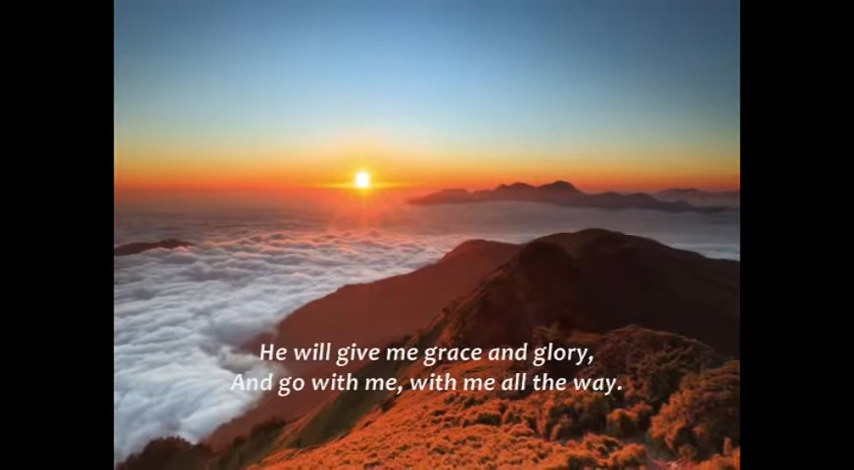 He will give me grace and glory,
And go with me, with me all the way.